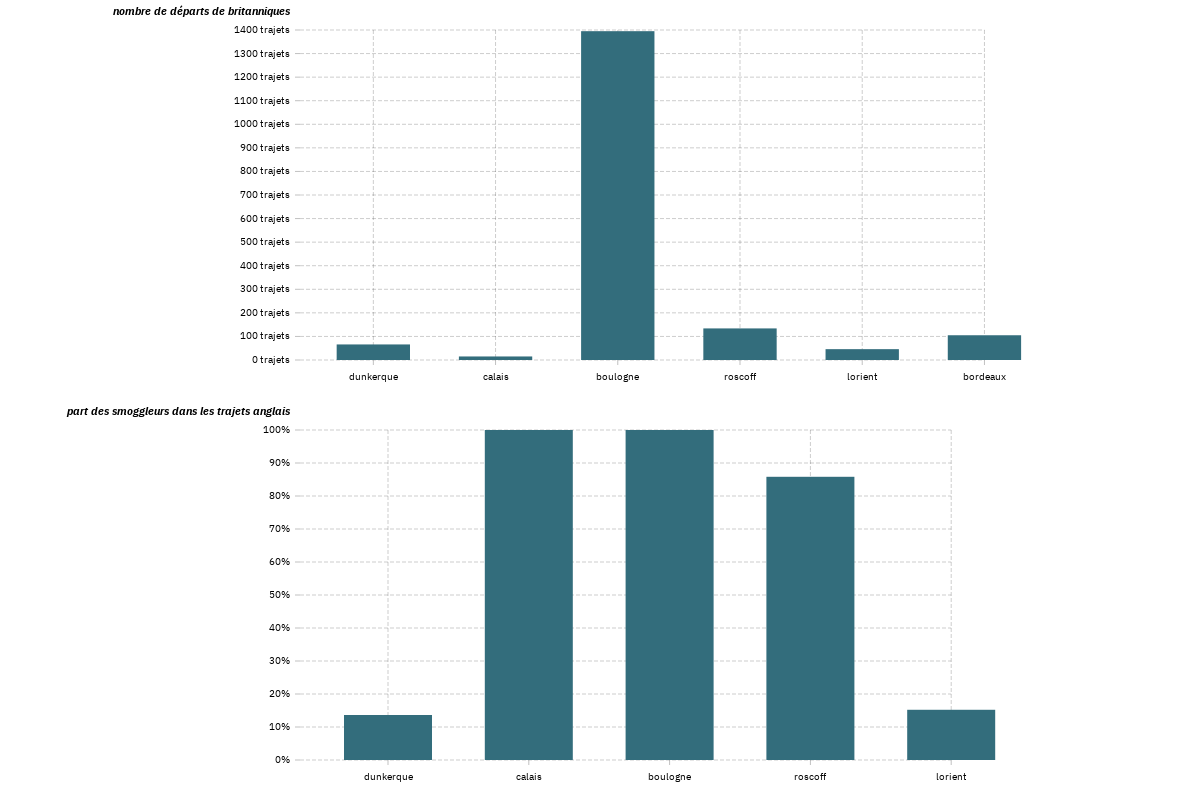 nombre de départs de britanniques
1400 trajets
1300 trajets
1200 trajets
1100 trajets
1000 trajets
900 trajets
800 trajets
700 trajets
600 trajets
500 trajets
400 trajets
300 trajets
200 trajets
100 trajets
0 trajets
dunkerque calais boulogne roscoff lorient bordeaux
part des smoggleurs dans les trajets anglais
100%
90%
80%
70%
60%
50%
40%
30%
20%
10%
0%
dunkerque calais boulogne roscoff lorient